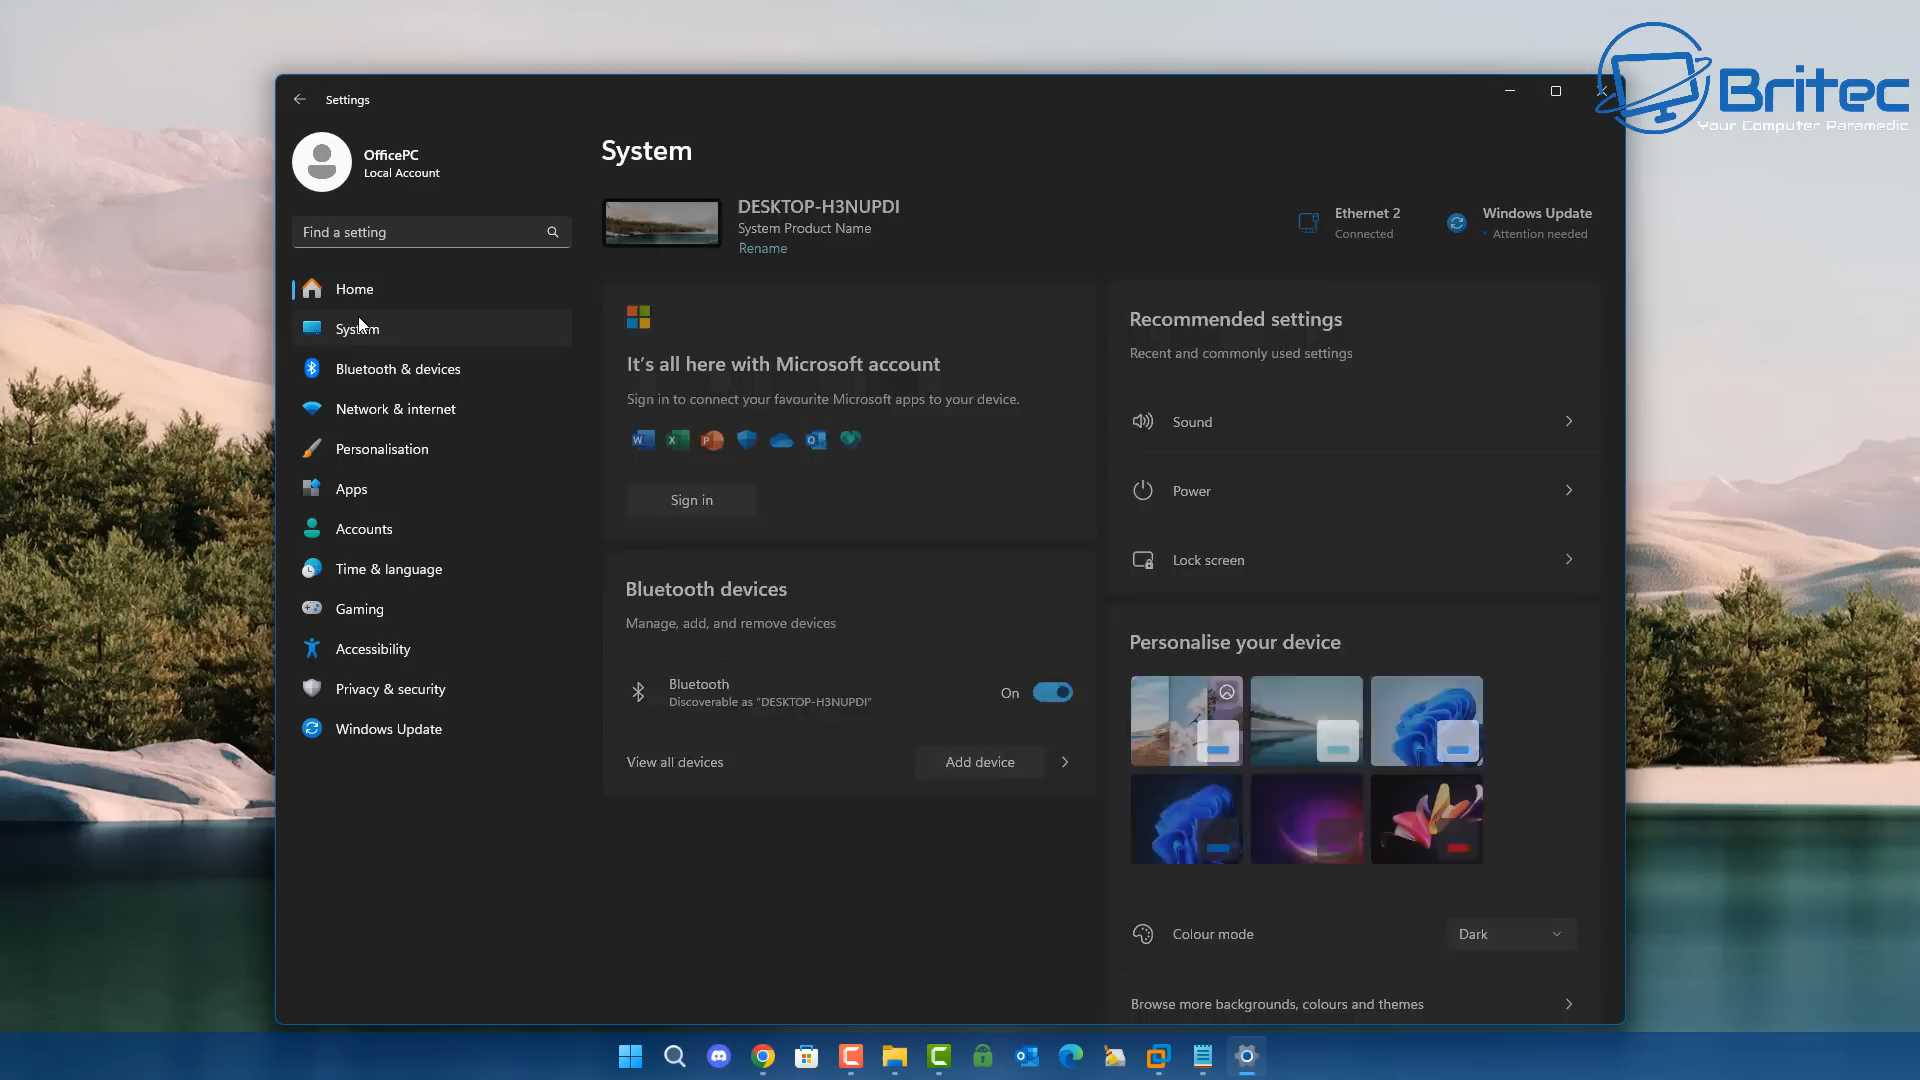 Settings
OfficePC
Local Account
Find a setting
Home
System
Bluetooth & devices
Network & internet
Personalisation
Apps
Accounts
Time & language
Gaming
Accessibility
Privacy & security
Windows Update
System
DESKTOP-H3NUPDI
System Product Name
Rename
Ethernet 2
Connected
Windows Update
Attention needed
It's all here with Microsoft account
Sign in to connect your favourite Microsoft apps to your device.
Sign in
Bluetooth devices
Manage, add, and remove devices
Bluetooth
Discoverable as "DESKTOP-H3NUPDI"
On
View all devices
Add device
Recommended settings
Recent and commonly used settings
Sound
Power
Lock screen
Personalise your device
Colour mode
Dark
Browse more backgrounds, colours and themes
Britec
Your Computer Paramedic